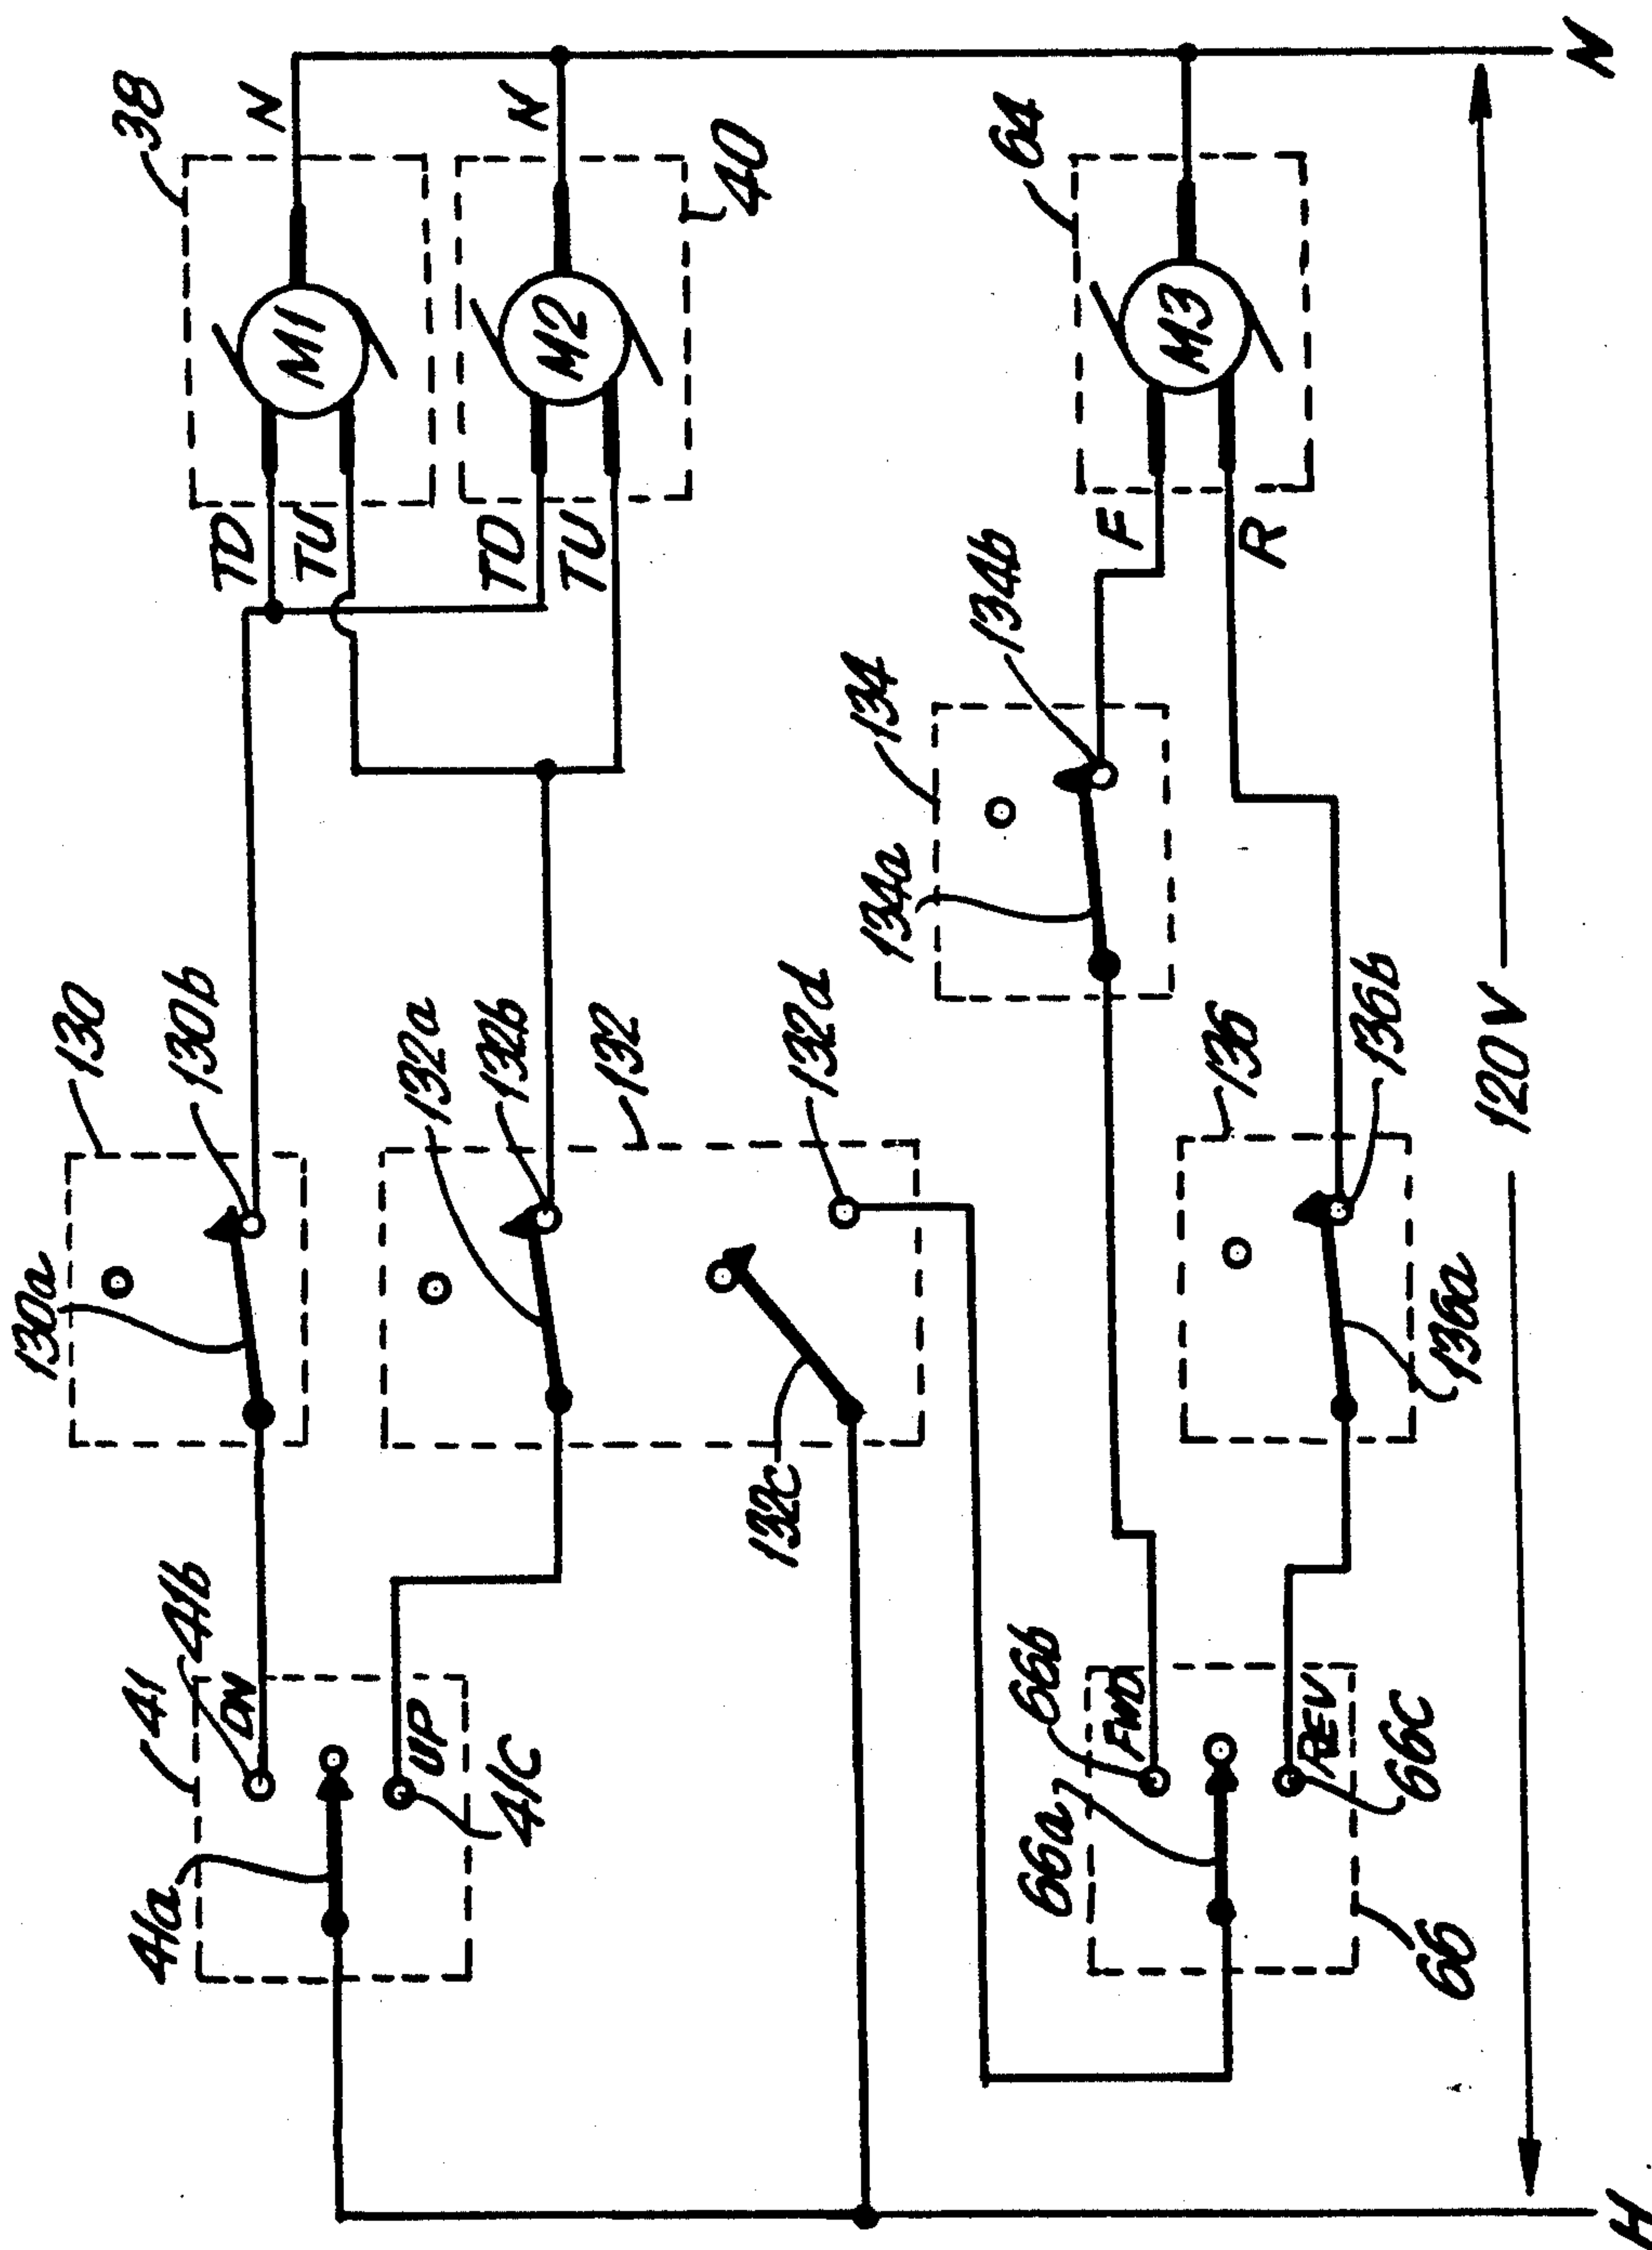 38
N
N
40
64
N
M1
M2
M3
TD
TU
TD
TU
F
R
134b
134
134a
130
130b
130a
132a
132b
132
132d
132c
136
136b
136a
120V
41
41b
DN
UP
41c
41a
66b
FWD
66a
REV
66c
66
H